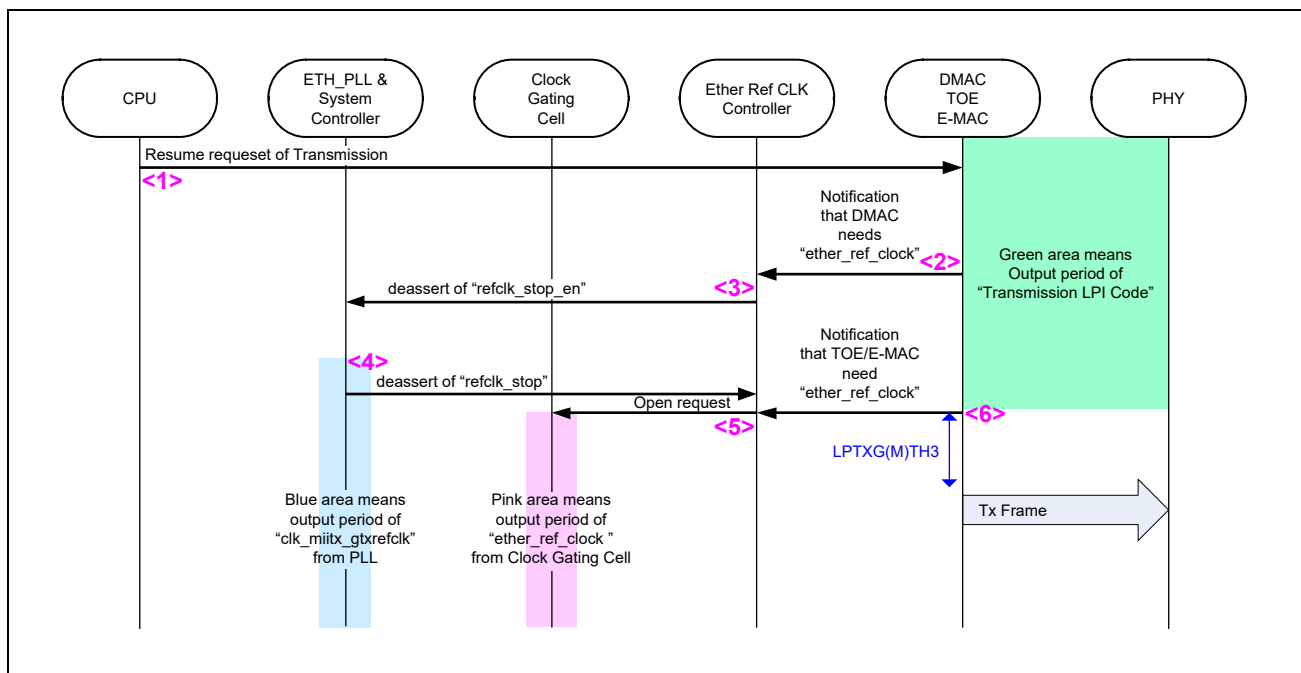 CPU
ETH_PLL &
System
Controller
Clock
Gating
Cell
Ether Ref CLK
Controller
DMAC
TOE
E-MAC
PHY
Resume requeset of Transmission
<1>
Notification
that DMAC
needs
“ether_ref_clock”
<2>
Green area means
Output period of
“Transmission LPI Code”
deassert of “refclk_stop_en”
<3>
Notification
that TOE/E-MAC
need
“ether_ref_clock”
<4>
deassert of “refclk_stop”
Open request
<5>
<6>
LPTXG(M)TH3
Blue area means
output period of
“clk_miitx_gtxrefclk”
from PLL
Pink area means
output period of
“ether_ref_clock ”
from Clock Gating Cell
Tx Frame